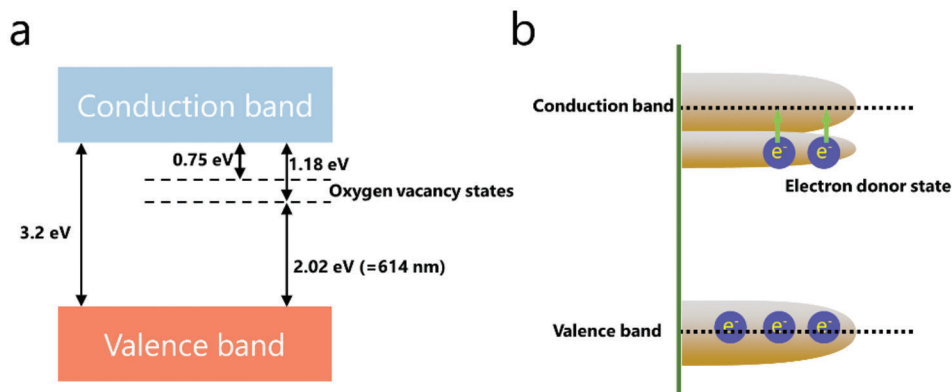 a
Conduction band
0.75 eV
1.18 eV
Oxygen vacancy states
3.2 eV
2.02 eV (=614 nm)
Valence band
b
Conduction band
e⁻ e⁻
Electron donor state
Valence band
e⁻ e⁻ e⁻